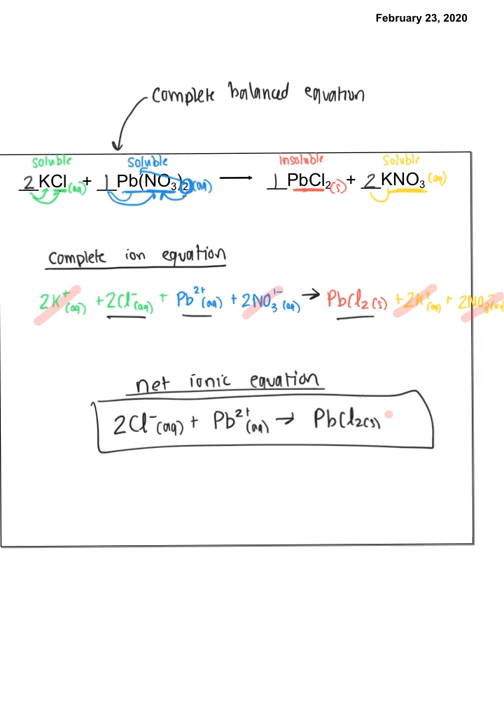 February 23, 2020
Complete balanced equation
Soluble Soluble Insoluble Soluble
2 KCl (aq) + 1 Pb(NO3)2 (aq) → 1 PbCl2 (s) + 2 KNO3 (aq)
Complete ion equation
2K+ (aq) + 2Cl- (aq) + Pb2+ (aq) + 2NO3 1- (aq) → PbCl2 (s) + 2K+ (aq) + 2NO3
net ionic equation
2Cl- (aq) + Pb2+ (aq) → PbCl2(s)